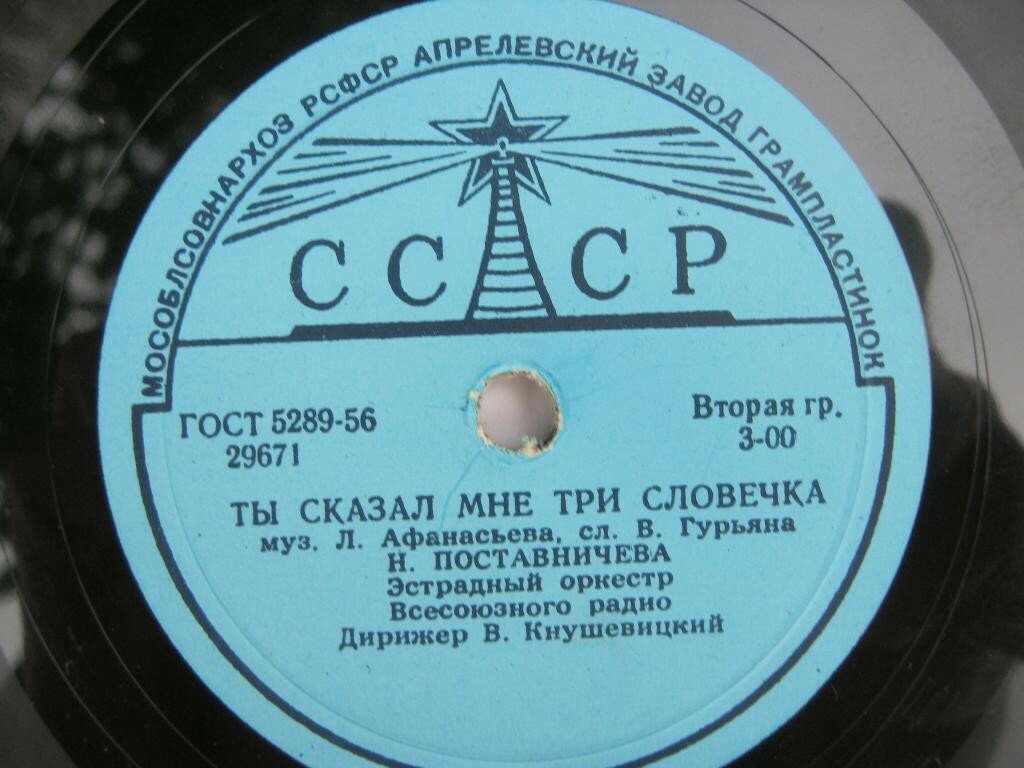 МОСОБЛСОВНАРХОЗ РСФСР АПРЕЛЕВСКИЙ ЗАВОД ГРАМПЛАСТИНОК
СССР
ГОСТ 5289-56
29671
Вторая гр.
3-00
ТЫ СКАЗАЛ МНЕ ТРИ СЛОВЕЧКА
муз. Л. Афанасьева, сл. В. Гурьяна
Н. ПОСТАВНИЧЕВА
Эстрадный оркестр
Всесоюзного радио
Дирижер В. Кнушевицкий